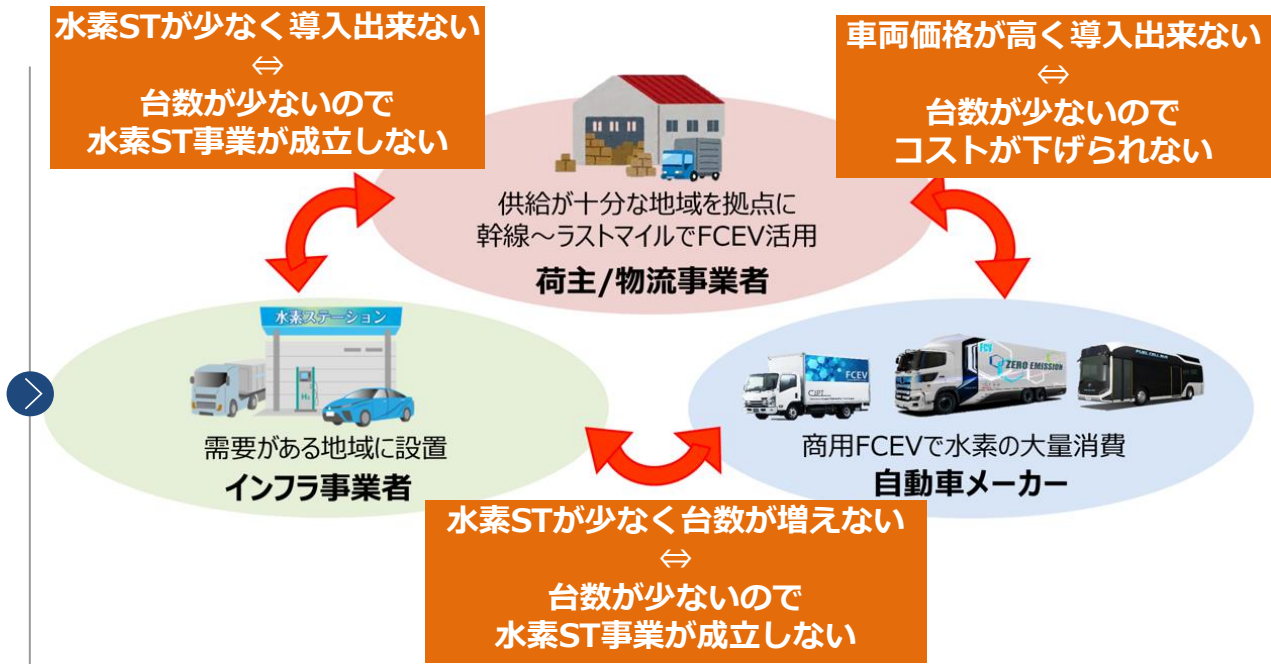 水素STが少なく導入出来ない
⇔
台数が少ないので
水素ST事業が成立しない
車両価格が高く導入出来ない
⇔
台数が少ないので
コストが下げられない
供給が十分な地域を拠点に
幹線～ラストマイルでFCEV活用
荷主/物流事業者
水素ステーション
H₂
需要がある地域に設置
インフラ事業者
FCEV
CJPT
FCV
ZERO EMISSION
FUEL CELL BUS
商用FCEVで水素の大量消費
自動車メーカー
水素STが少なく台数が増えない
⇔
台数が少ないので
水素ST事業が成立しない